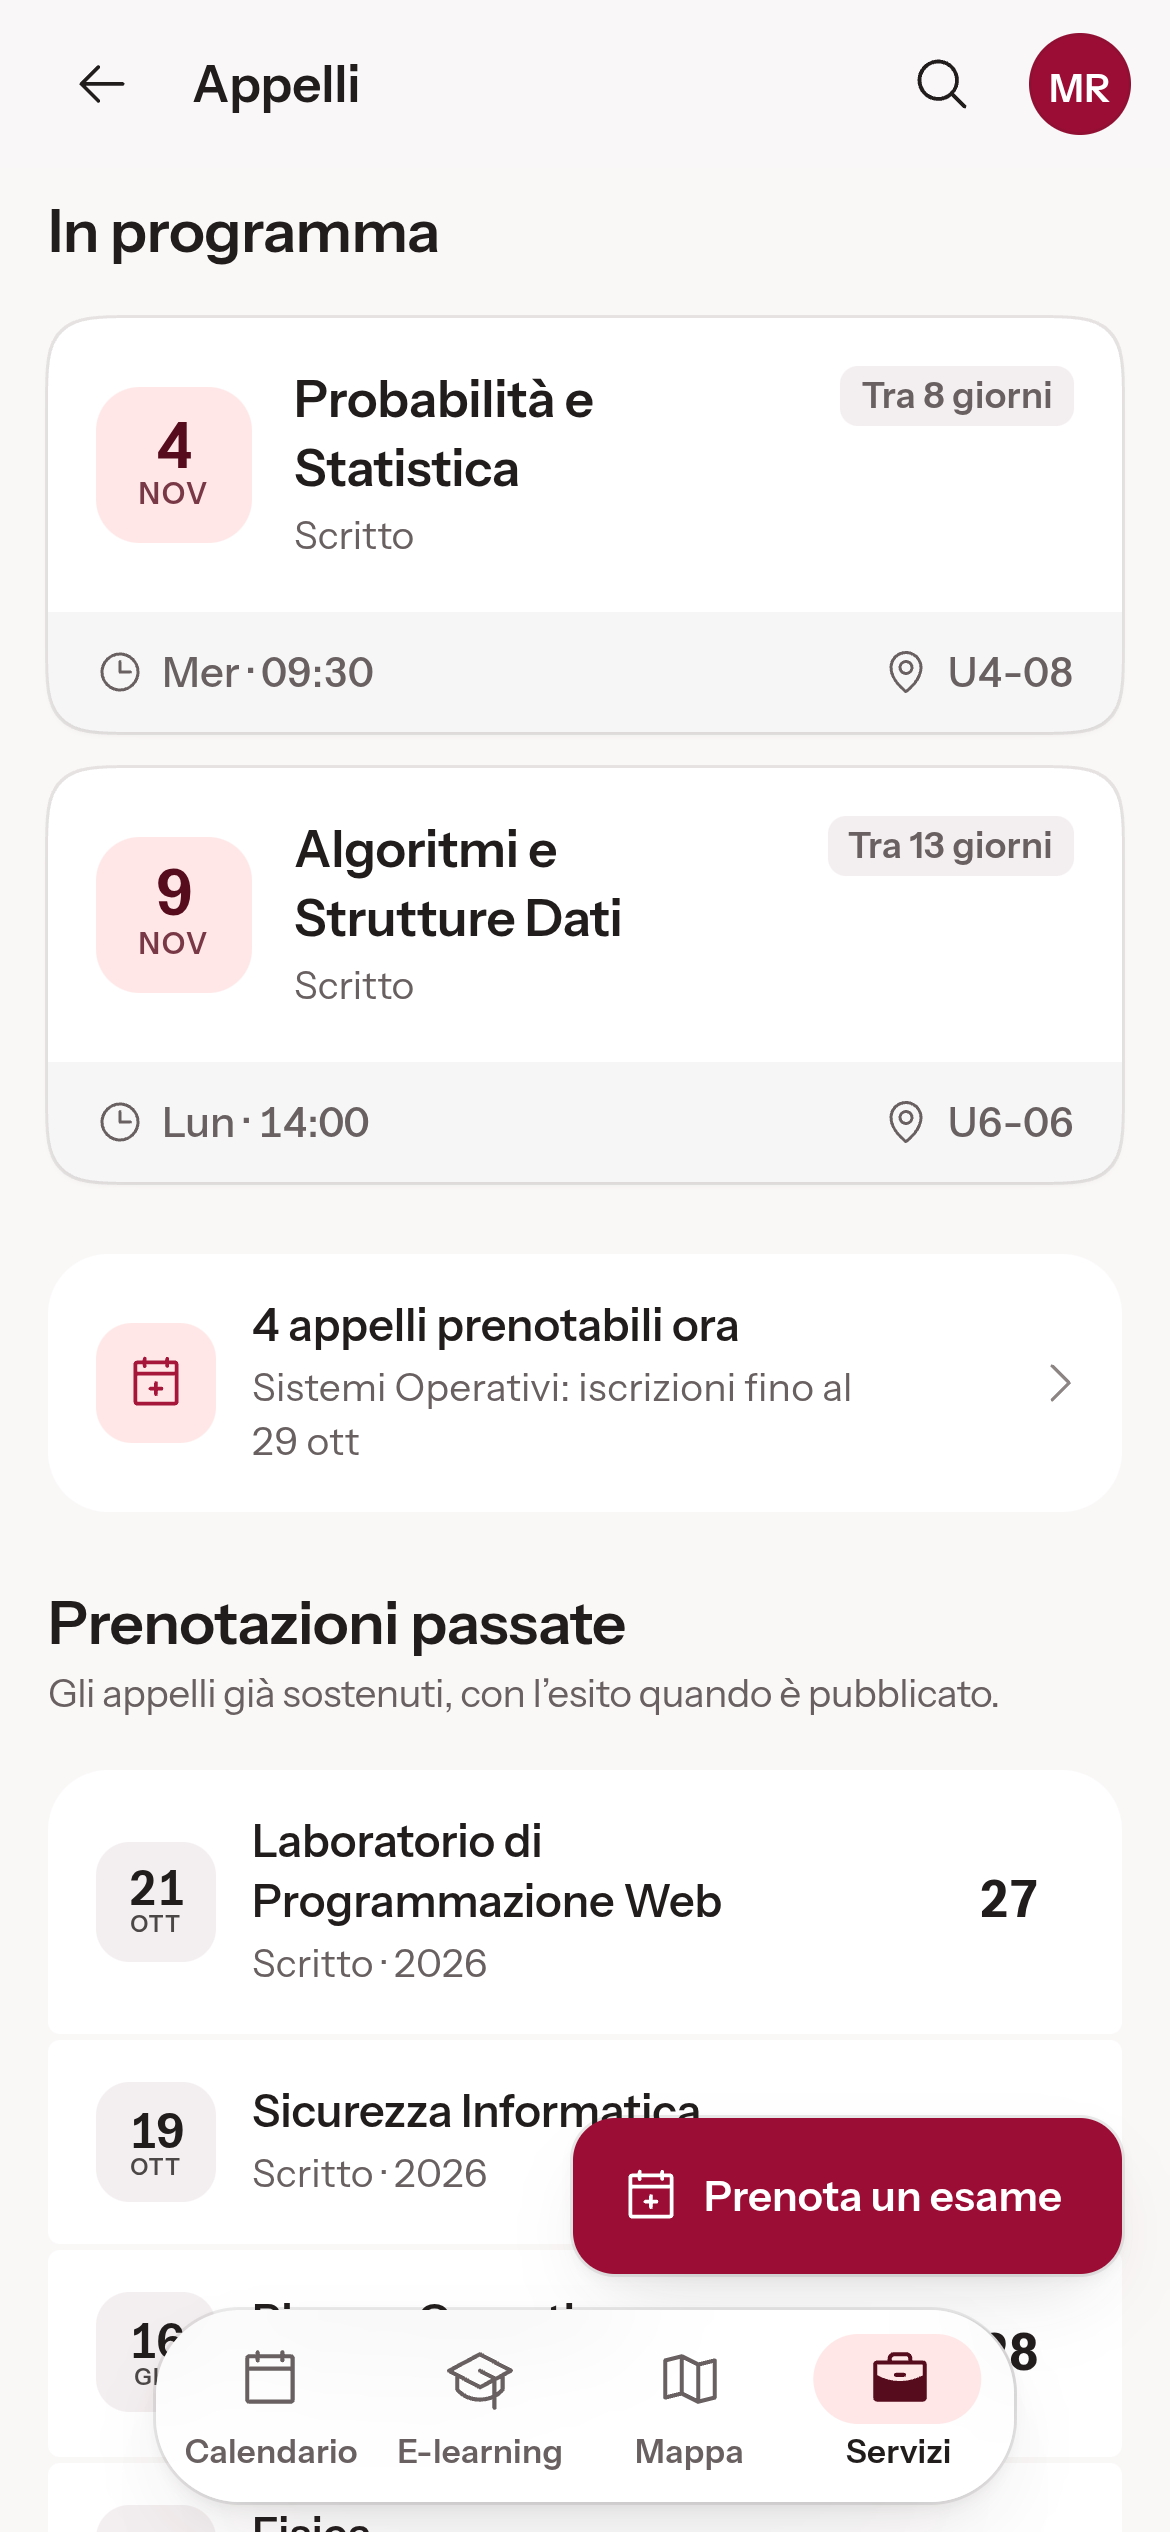 Appelli
MR
In programma
4
NOV
Probabilità e
Statistica
Scritto
Tra 8 giorni
Mer · 09:30
U4-08
9
NOV
Algoritmi e
Strutture Dati
Scritto
Tra 13 giorni
Lun · 14:00
U6-06
4 appelli prenotabili ora
Sistemi Operativi: iscrizioni fino al
29 ott
Prenotazioni passate
Gli appelli già sostenuti, con l’esito quando è pubblicato.
21
OTT
Laboratorio di
Programmazione Web
Scritto · 2026
27
19
OTT
Sicurezza Informatica
Scritto · 2026
Prenota un esame
16
Calendario
E-learning
Mappa
Servizi